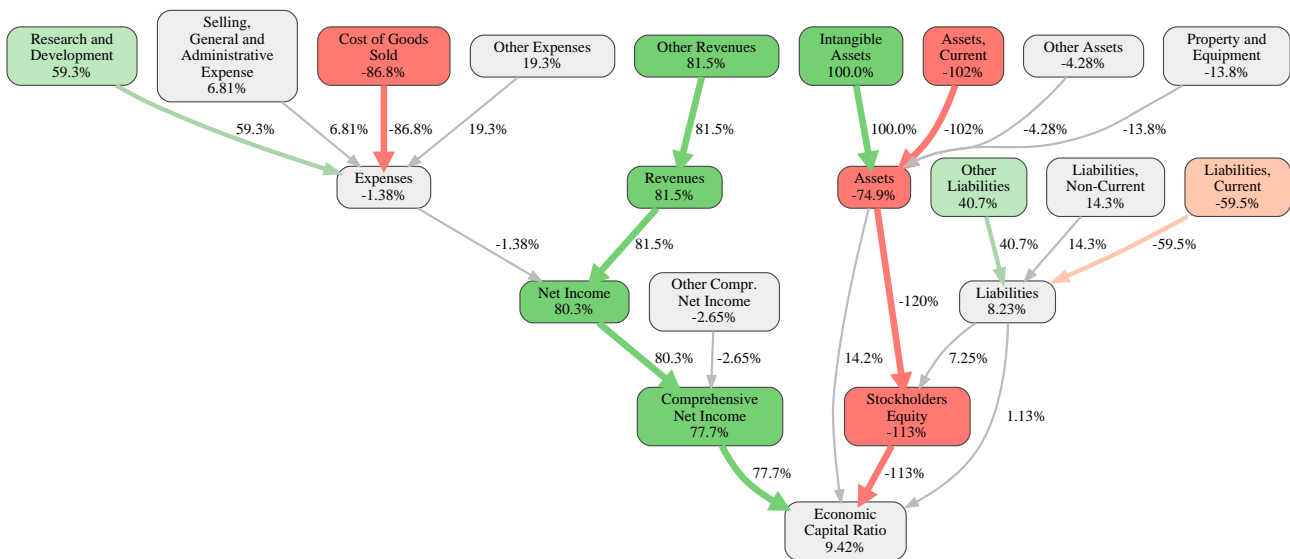 Research and
Development
59.3%
Selling,
General and
Administrative
Expense
6.81%
Cost of Goods
Sold
-86.8%
Other Expenses
19.3%
Other Revenues
81.5%
Intangible
Assets
100.0%
Assets,
Current
-102%
Other Assets
-4.28%
Property and
Equipment
-13.8%
59.3%
6.81%
-86.8%
19.3%
81.5%
100.0%
-102%
-4.28%
-13.8%
Expenses
-1.38%
Revenues
81.5%
Assets
-74.9%
Other
Liabilities
40.7%
Liabilities,
Non-Current
14.3%
Liabilities,
Current
-59.5%
-1.38%
81.5%
40.7%
14.3%
-59.5%
Net Income
80.3%
Other Compr.
Net Income
-2.65%
-120%
Liabilities
8.23%
80.3%
-2.65%
14.2%
7.25%
Comprehensive
Net Income
77.7%
Stockholders
Equity
-113%
1.13%
77.7%
-113%
Economic
Capital Ratio
9.42%